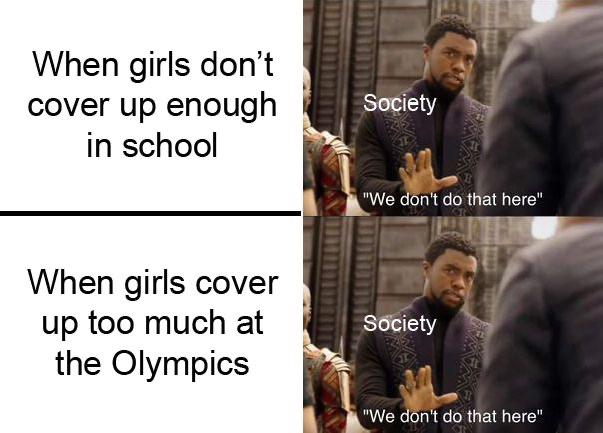 When girls don’t
cover up enough
in school
Society
"We don't do that here"
When girls cover
up too much at
the Olympics
Society
"We don't do that here"